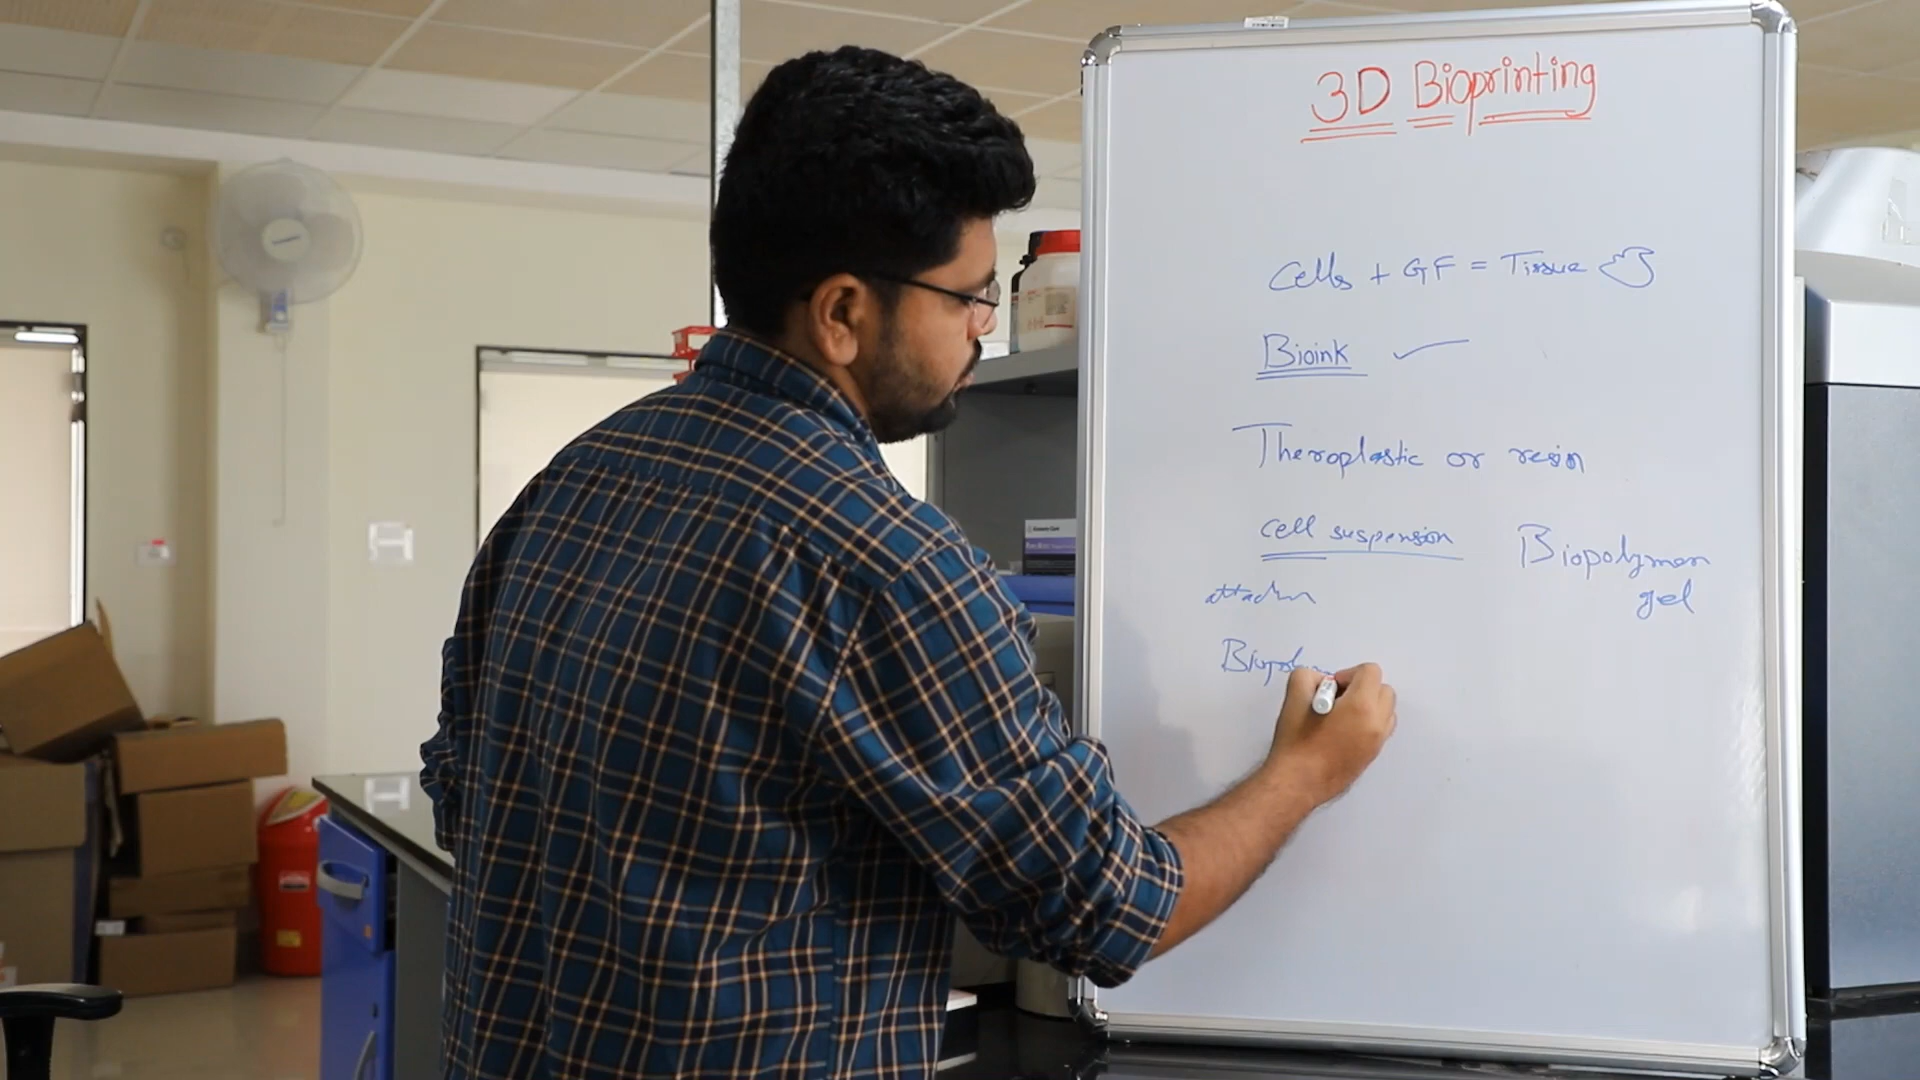 3D Bioprinting
Cells + GF = Tissue
Bioink ✓
Theroplastic or resin
cell suspension
Biopolymer
gel